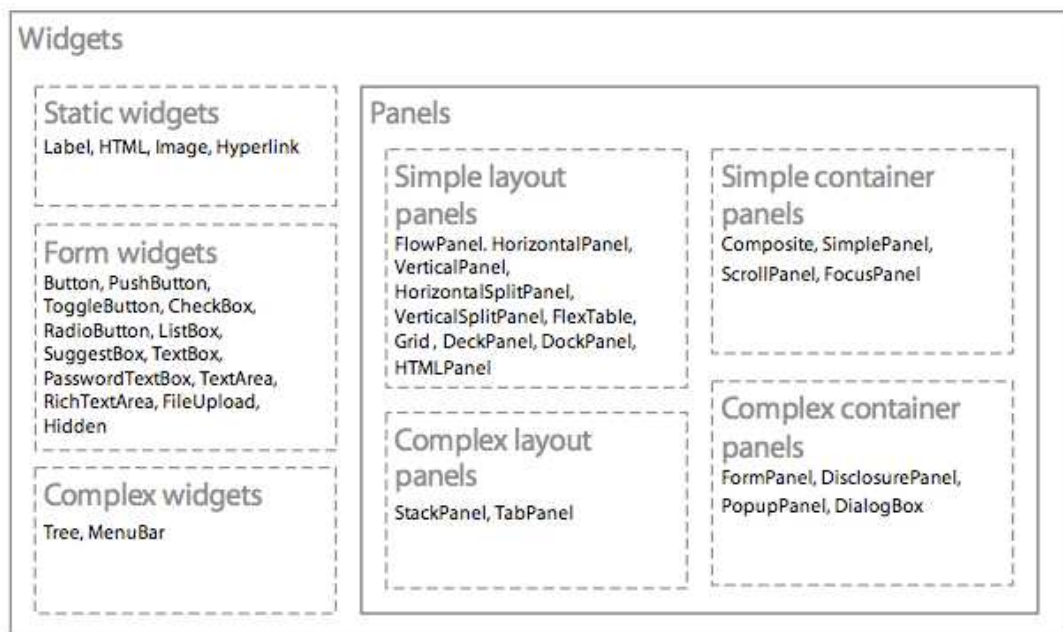 Widgets
Static widgets
Label, HTML, Image, Hyperlink
Form widgets
Button, PushButton,
ToggleButton, CheckBox,
RadioButton, ListBox,
SuggestBox, TextBox,
PasswordTextBox, TextArea,
RichTextArea, FileUpload,
Hidden
Complex widgets
Tree, MenuBar
Panels
Simple layout
panels
FlowPanel. HorizontalPanel,
VerticalPanel,
HorizontalSplitPanel,
VerticalSplitPanel, FlexTable,
Grid , DeckPanel, DockPanel,
HTMLPanel
Complex layout
panels
StackPanel, TabPanel
Simple container
panels
Composite, SimplePanel,
ScrollPanel, FocusPanel
Complex container
panels
FormPanel, DisclosurePanel,
PopupPanel, DialogBox